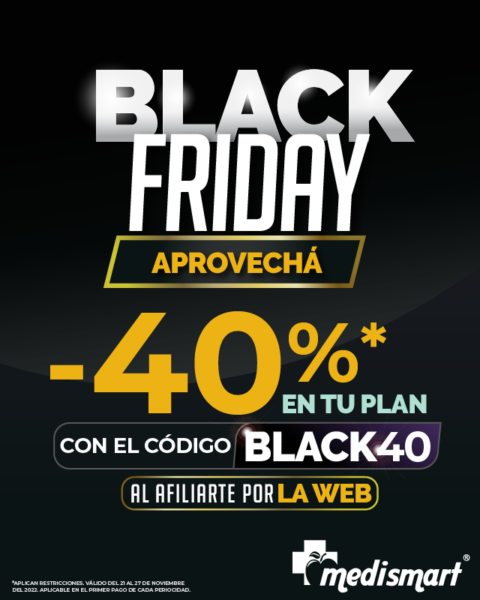 BLACK
FRIDAY
APROVECHÁ
-40%*
EN TU PLAN
CON EL CÓDIGO BLACK40
AL AFILIARTE POR LA WEB
medismart®
*APLICAN RESTRICCIONES. VÁLIDO DEL 21 AL 27 DE NOVIEMBRE
DEL 2022. APLICABLE EN EL PRIMER PAGO DE CADA PERIOCIDAD.